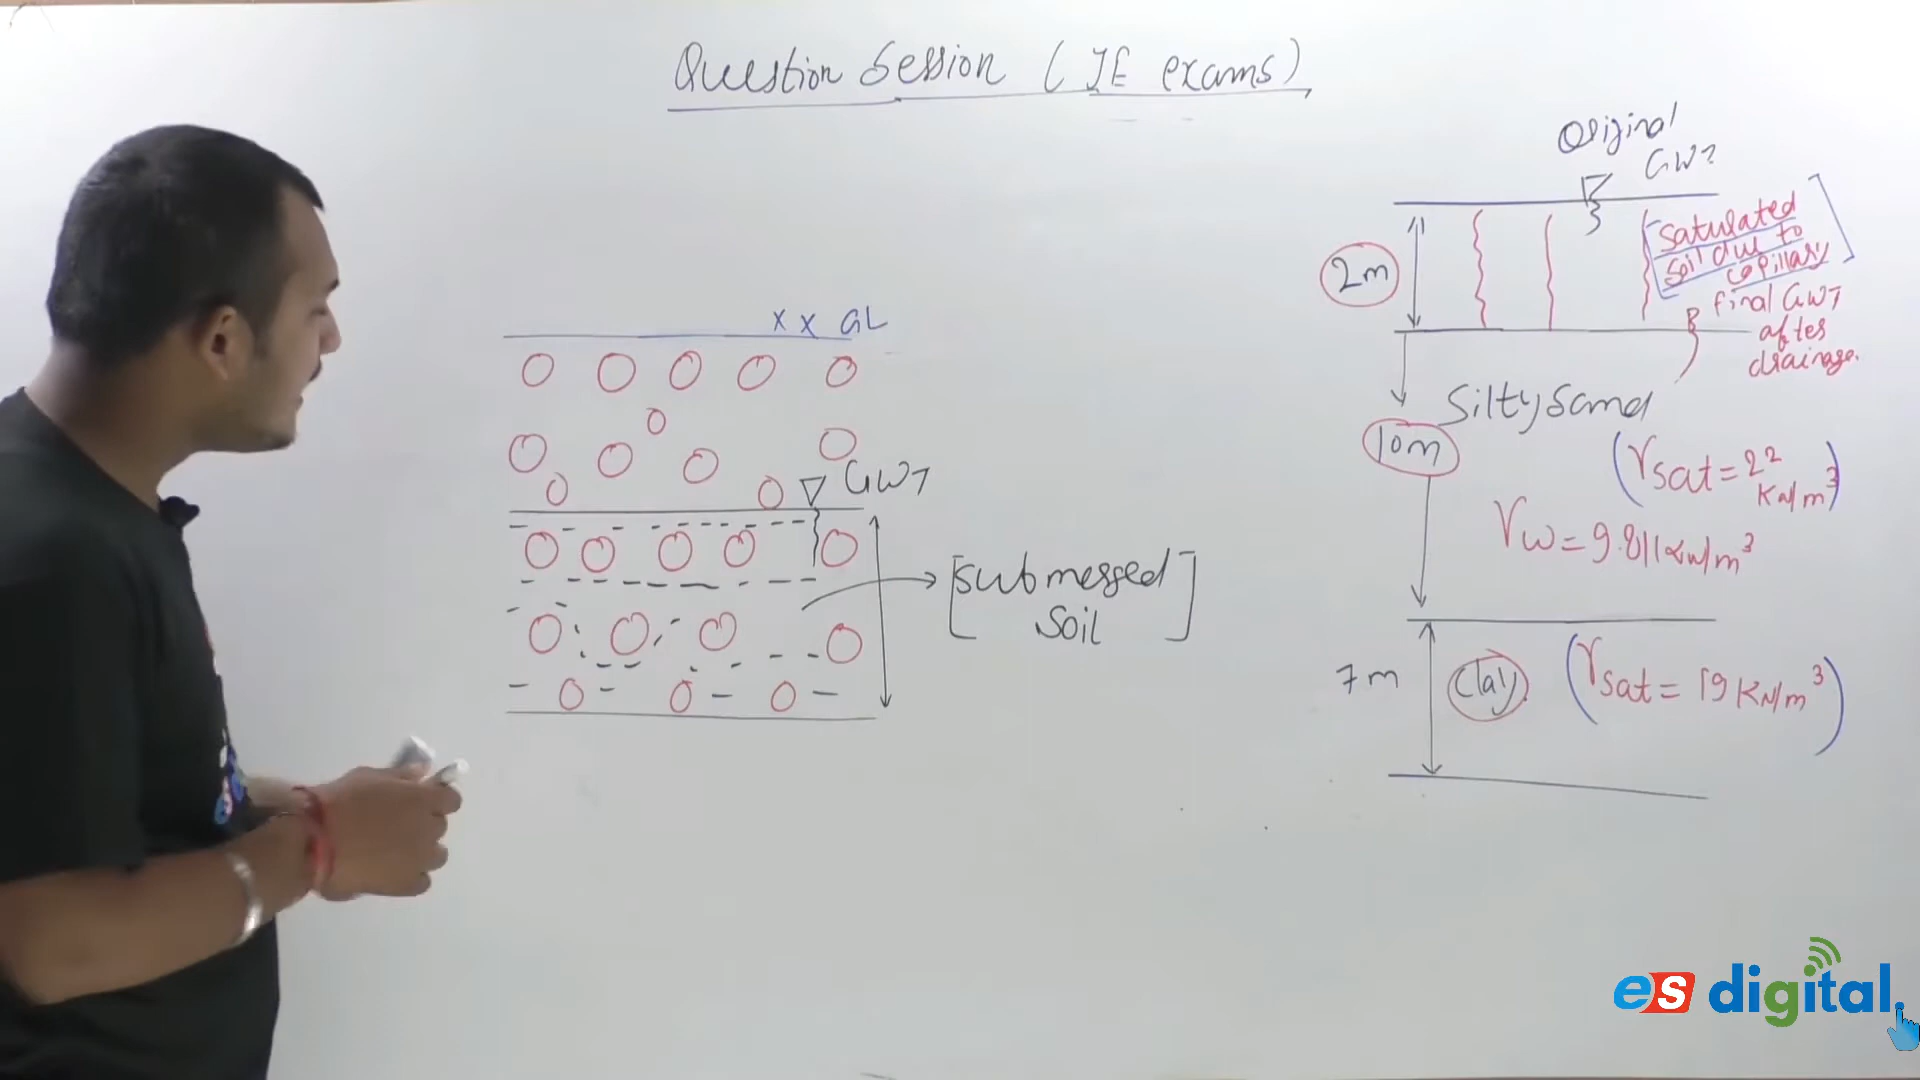 Question Session (JE exams)
x x GL
GWT
[Submerged
Soil]
Original
GWT
2m
[Saturated
Soil due to
capillary]
final GWT
after
drainage.
Silty Sand
10m
(γsat = 22
KN/m³)
γw = 9.81 KN/m³
7m
Clay
(γsat = 19 KN/m³)
es digital.